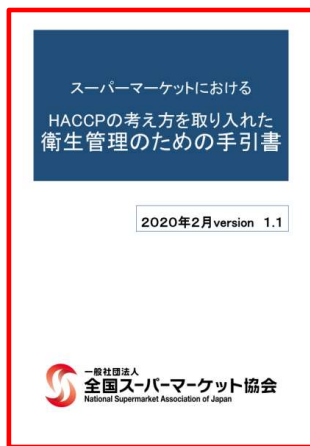 スーパーマーケットにおける
HACCPの考え方を取り入れた
衛生管理のための手引書
2020年2月version 1.1
一般社団法人
全国スーパーマーケット協会
National Supermarket Association of Japan